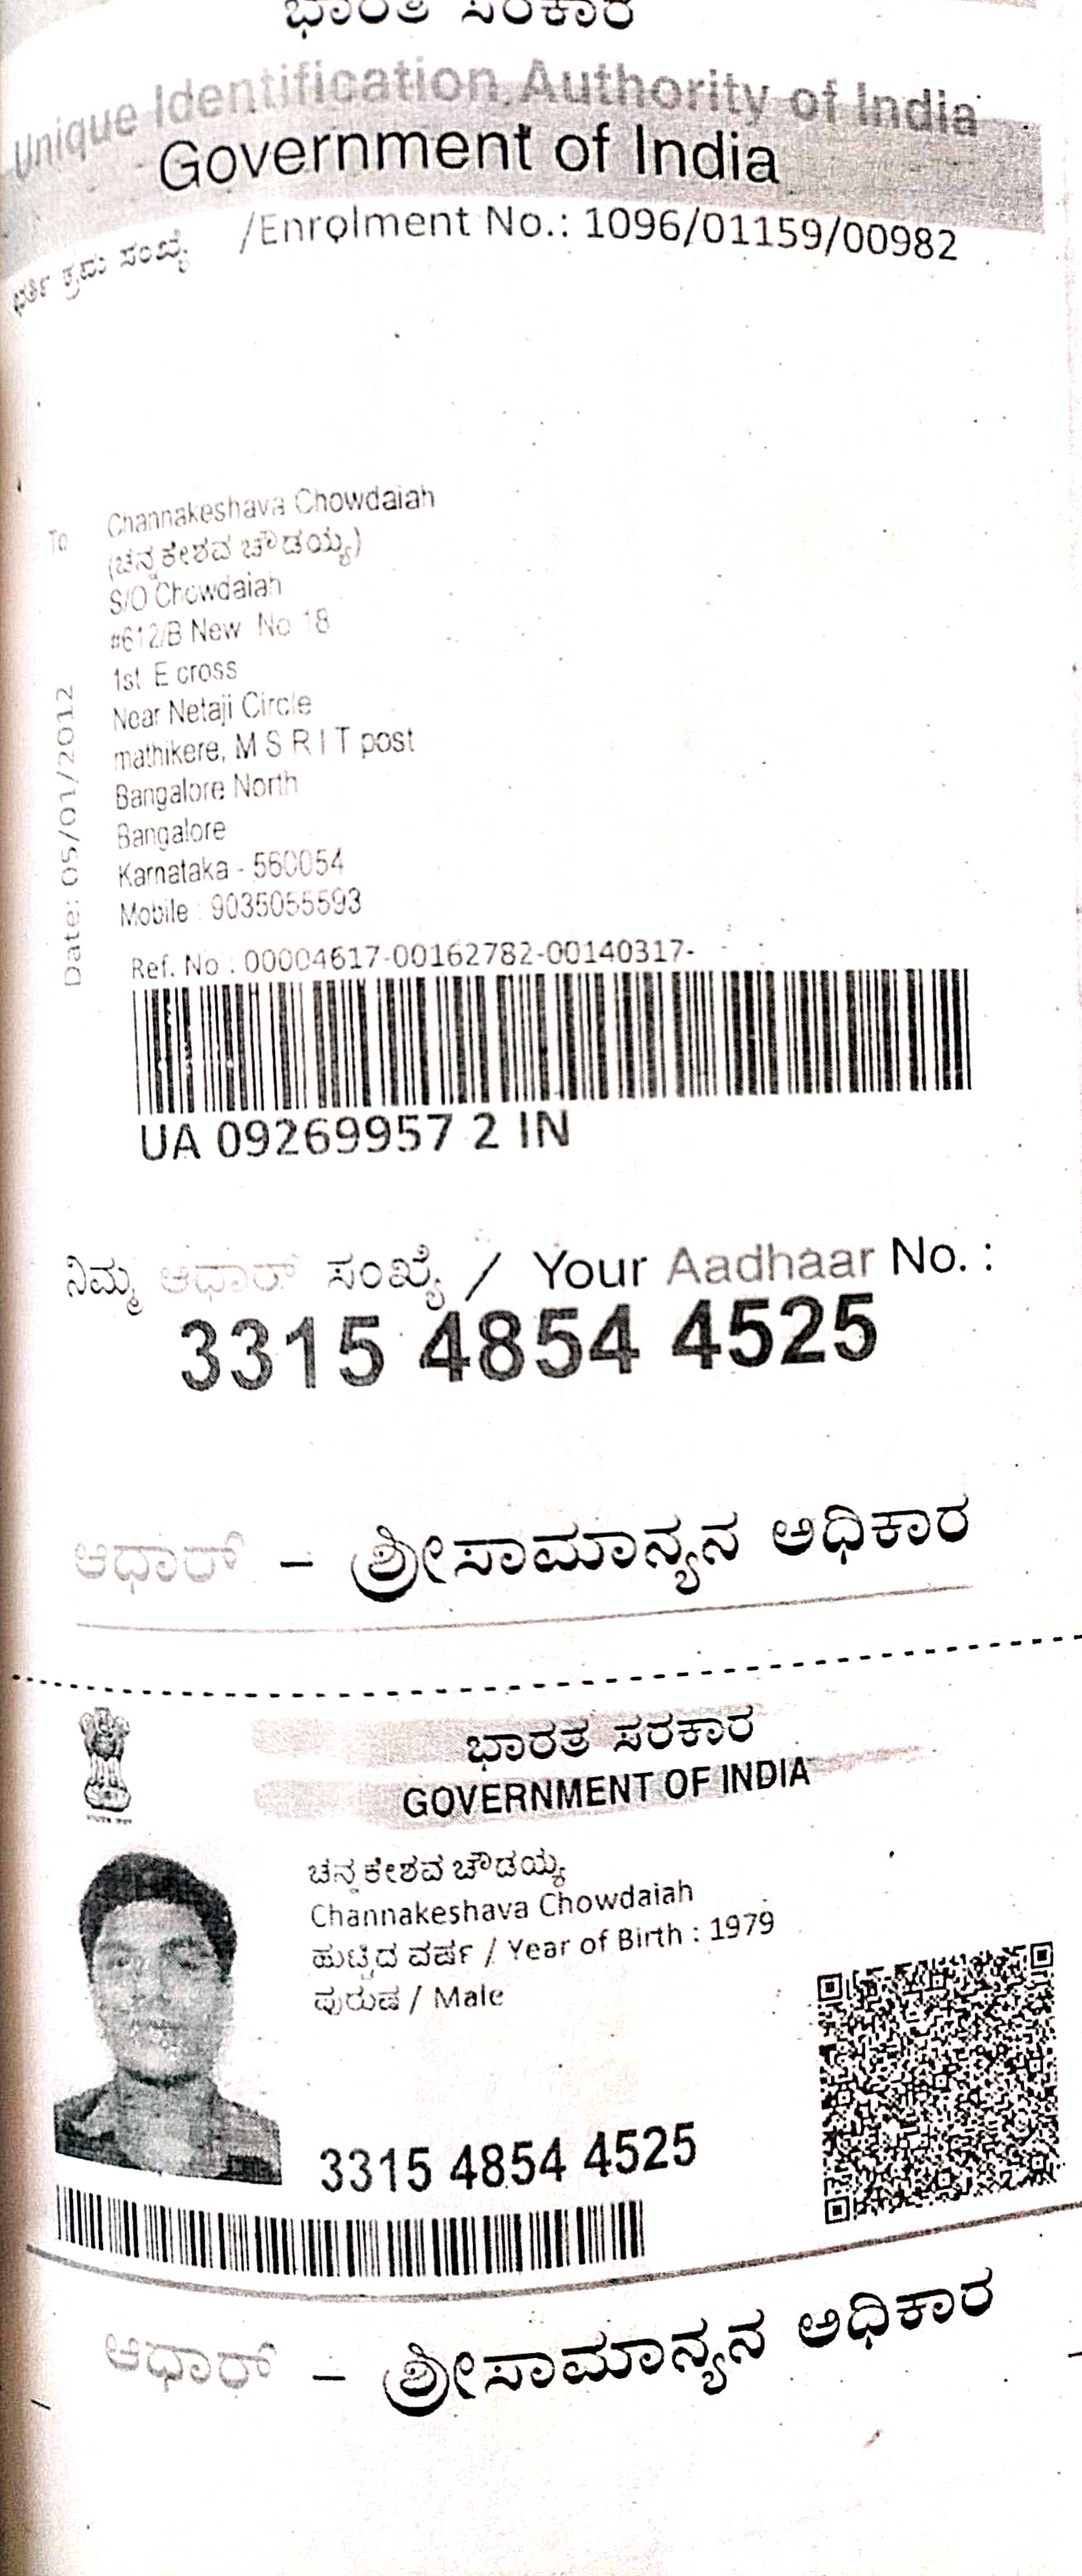 ಭಾರತ ಸರಕಾರ
Unique Identification Authority of India
Government of India
ಭರ್ತಿ ಕ್ರಮ ಸಂಖ್ಯೆ /Enrolment No.: 1096/01159/00982
To
Channakeshava Chowdaiah
(ಚನ್ನಕೇಶವ ಚೌಡಯ್ಯ)
S/O Chowdaiah
#612/B New No 18
1st E cross
Near Netaji Circle
mathikere, M S R I T post
Bangalore North
Bangalore
Karnataka - 560054
Mobile : 9035055593
Date: 05/01/2012
Ref. No : 00004617-00162782-00140317-
UA 09269957 2 IN
ನಿಮ್ಮ ಆಧಾರ್ ಸಂಖ್ಯೆ / Your Aadhaar No. :
3315 4854 4525
ಆಧಾರ್ – ಶ್ರೀಸಾಮಾನ್ಯನ ಅಧಿಕಾರ
ಭಾರತ ಸರಕಾರ
GOVERNMENT OF INDIA
ಚನ್ನಕೇಶವ ಚೌಡಯ್ಯ
Channakeshava Chowdaiah
ಹುಟ್ಟಿದ ವರ್ಷ / Year of Birth : 1979
ಪುರುಷ / Male
3315 4854 4525
ಆಧಾರ್ – ಶ್ರೀಸಾಮಾನ್ಯನ ಅಧಿಕಾರ